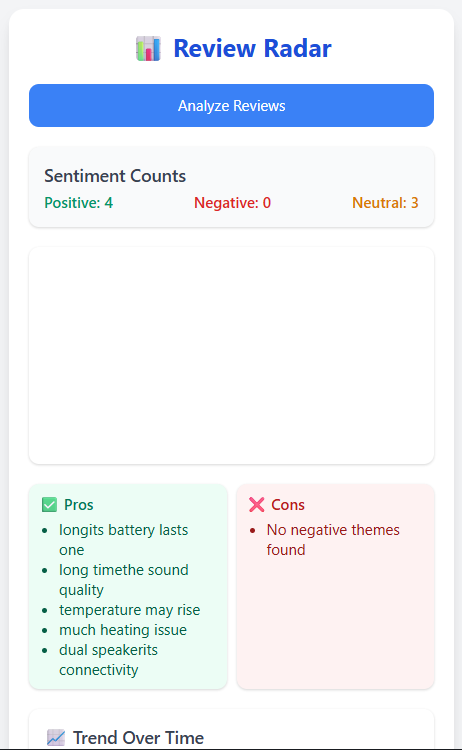 Review Radar
Analyze Reviews
Sentiment Counts
Positive: 4 Negative: 0 Neutral: 3
Pros
longits battery lasts
one
long timethe sound
quality
temperature may rise
much heating issue
dual speakerits
connectivity
Cons
No negative themes
found
Trend Over Time